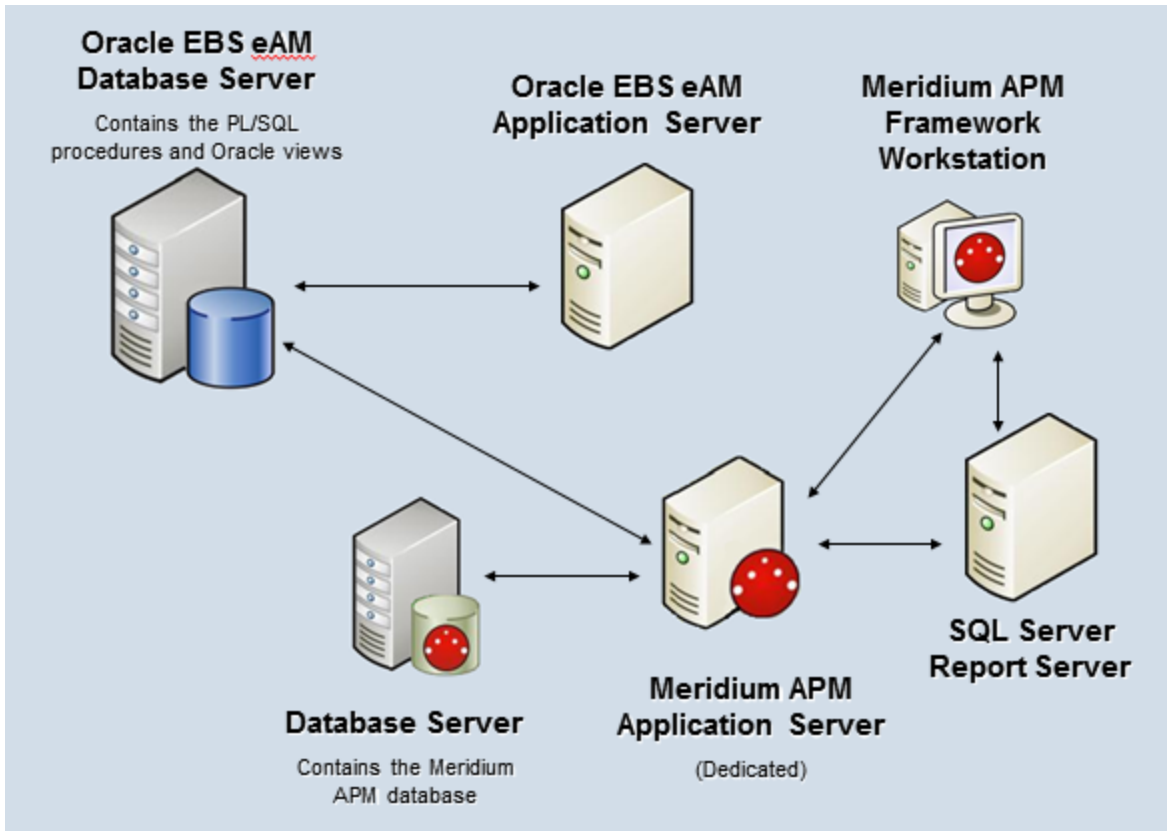 Oracle EBS eAM
Database Server
Contains the PL/SQL
procedures and Oracle views
Oracle EBS eAM
Application Server
Meridium APM
Framework
Workstation
SQL Server
Report Server
Meridium APM
Application Server
(Dedicated)
Database Server
Contains the Meridium
APM database